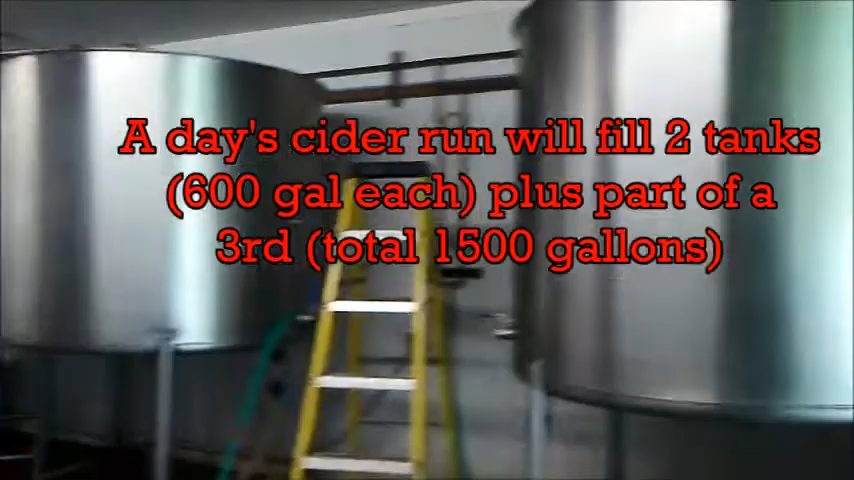 A day's cider run will fill 2 tanks
(600 gal each) plus part of a
3rd (total 1500 gallons)